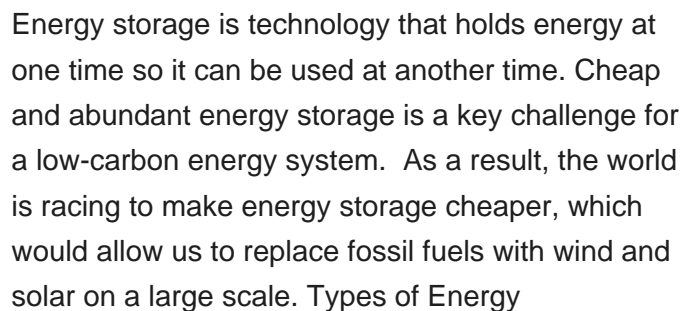 Energy storage is technology that holds energy at
one time so it can be used at another time. Cheap
and abundant energy storage is a key challenge for
a low-carbon energy system.  As a result, the world
is racing to make energy storage cheaper, which
would allow us to replace fossil fuels with wind and
solar on a large scale. Types of Energy